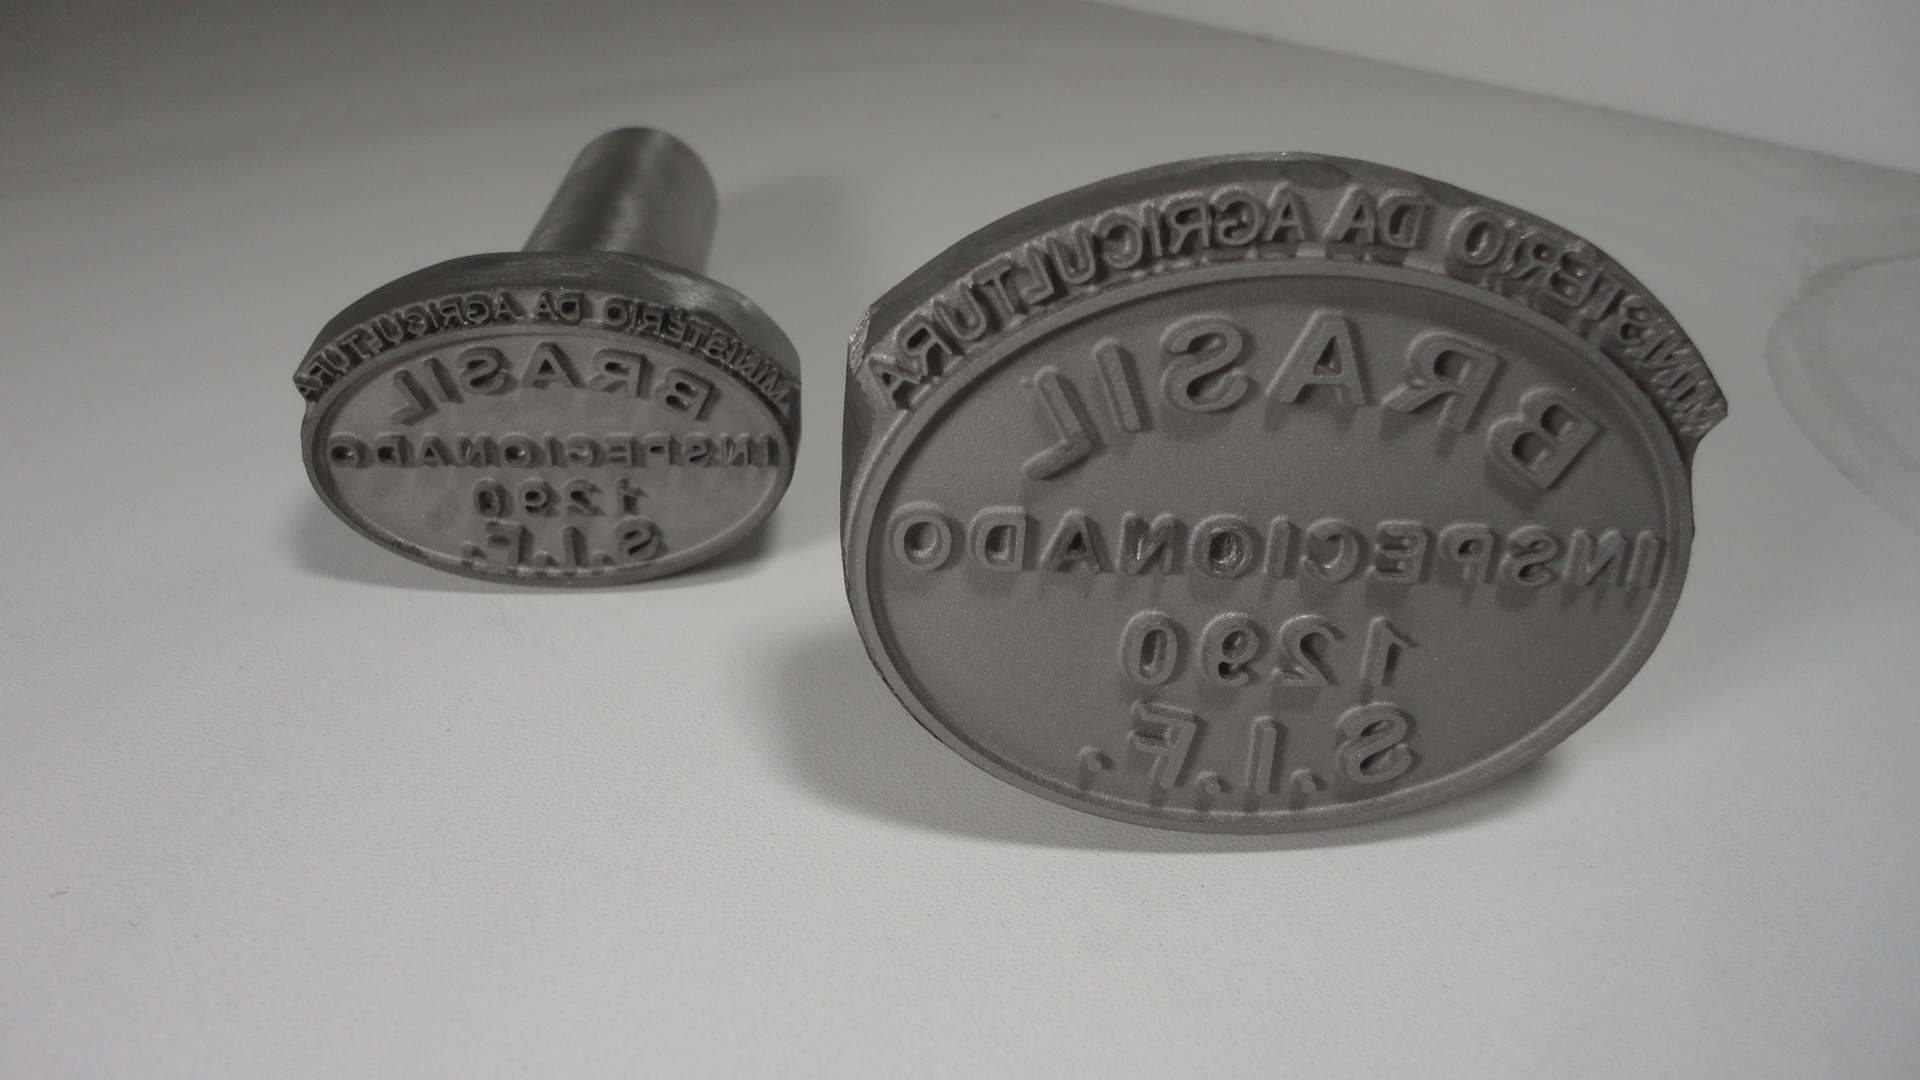 MINISTÉRIO DA AGRICULTURA
BRASIL
INSPECIONADO
1290
S.I.F.
MINISTÉRIO DA AGRICULTURA
BRASIL
INSPECIONADO
1290
S.I.F.